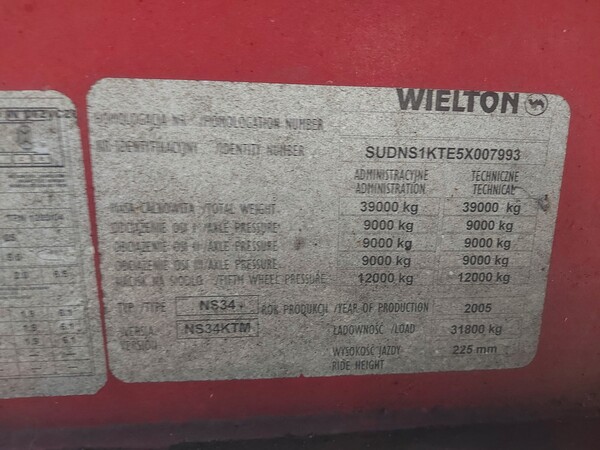 WIELTON
HOMOLOGACJA NR /HOMOLOGATION NUMBER
NR IDENTYFIKACYJNY /IDENTITY NUMBER SUDNS1KTE5X007993
ADMINISTRACYJNE TECHNICZNE
ADMINISTRATION TECHNICAL
MASA CAŁKOWITA /TOTAL WEIGHT 39000 kg 39000 kg
OBCIĄŻENIE OSI I /AXLE PRESSURE 9000 kg 9000 kg
OBCIĄŻENIE OSI II /AXLE PRESSURE 9000 kg 9000 kg
OBCIĄŻENIE OSI III /AXLE PRESSURE 9000 kg 9000 kg
NACISK NA SIODŁO /FIFTH WHEEL PRESSURE 12000 kg 12000 kg
TYP /TYPE NS34 ROK PRODUKCJI /YEAR OF PRODUCTION 2005
WERSJA NS34KTM ŁADOWNOŚĆ /LOAD 31800 kg
VERSION
WYSOKOŚĆ JAZDY 225 mm
RIDE HEIGHT